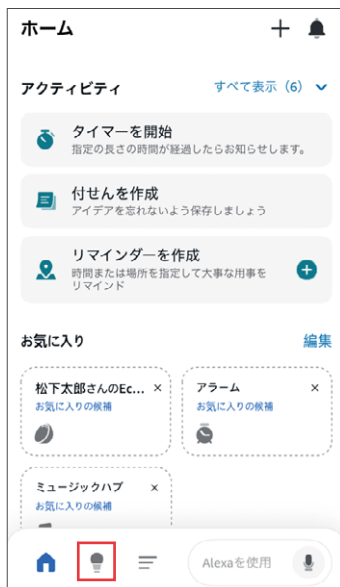 ホーム
アクティビティ
すべて表示（6）
タイマーを開始
指定の長さの時間が経過したらお知らせします。
付せんを作成
アイデアを忘れないよう保存しましょう
リマインダーを作成
時間または場所を指定して大事な用事を
リマインド
お気に入り
編集
松下太郎さんのEc...
お気に入りの候補
アラーム
お気に入りの候補
ミュージックハブ
お気に入りの候補
Alexaを使用